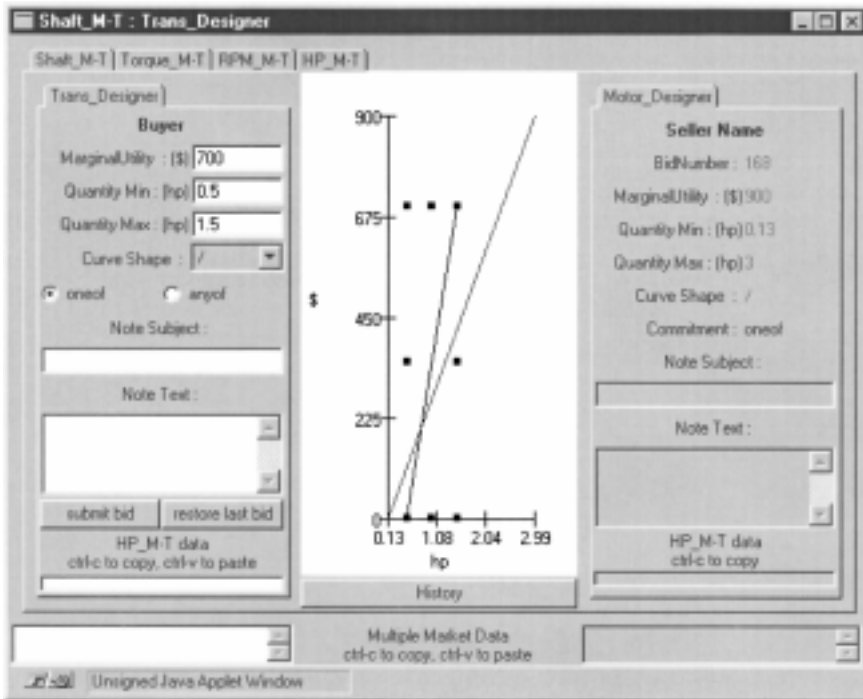 Shaft_M-T : Trans_Designer
Shaft_M-T Torque_M-T RPM_M-T HP_M-T
Trans_Designer
Buyer
MarginalUtility : ($) 700
Quantity Min : (hp) 0.5
Quantity Max : (hp) 1.5
Curve Shape : /
oneof anyof
Note Subject :
Note Text :
submit bid restore last bid
HP_M-T data
ctrl-c to copy, ctrl-v to paste
900
675
$
450
225
0
0.13 1.08 2.04 2.99
hp
History
Motor_Designer
Seller Name
BidNumber : 168
MarginalUtility : ($)900
Quantity Min : (hp)0.13
Quantity Max : (hp)3
Curve Shape : /
Commitment : oneof
Note Subject :
Note Text :
HP_M-T data
ctrl-c to copy
Multiple Market Data
ctrl-c to copy, ctrl-v to paste
Unsigned Java Applet Window